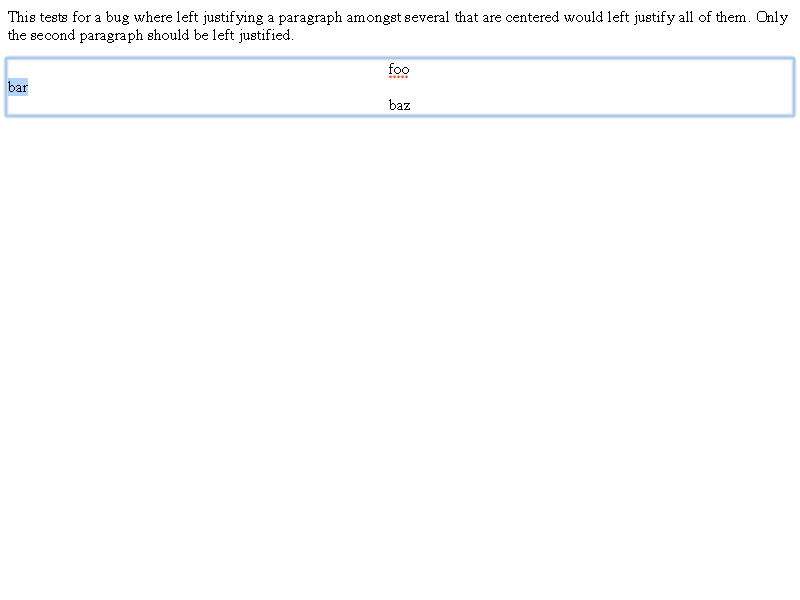 This tests for a bug where left justifying a paragraph amongst several that are centered would left justify all of them. Only
the second paragraph should be left justified.
foo
bar
baz